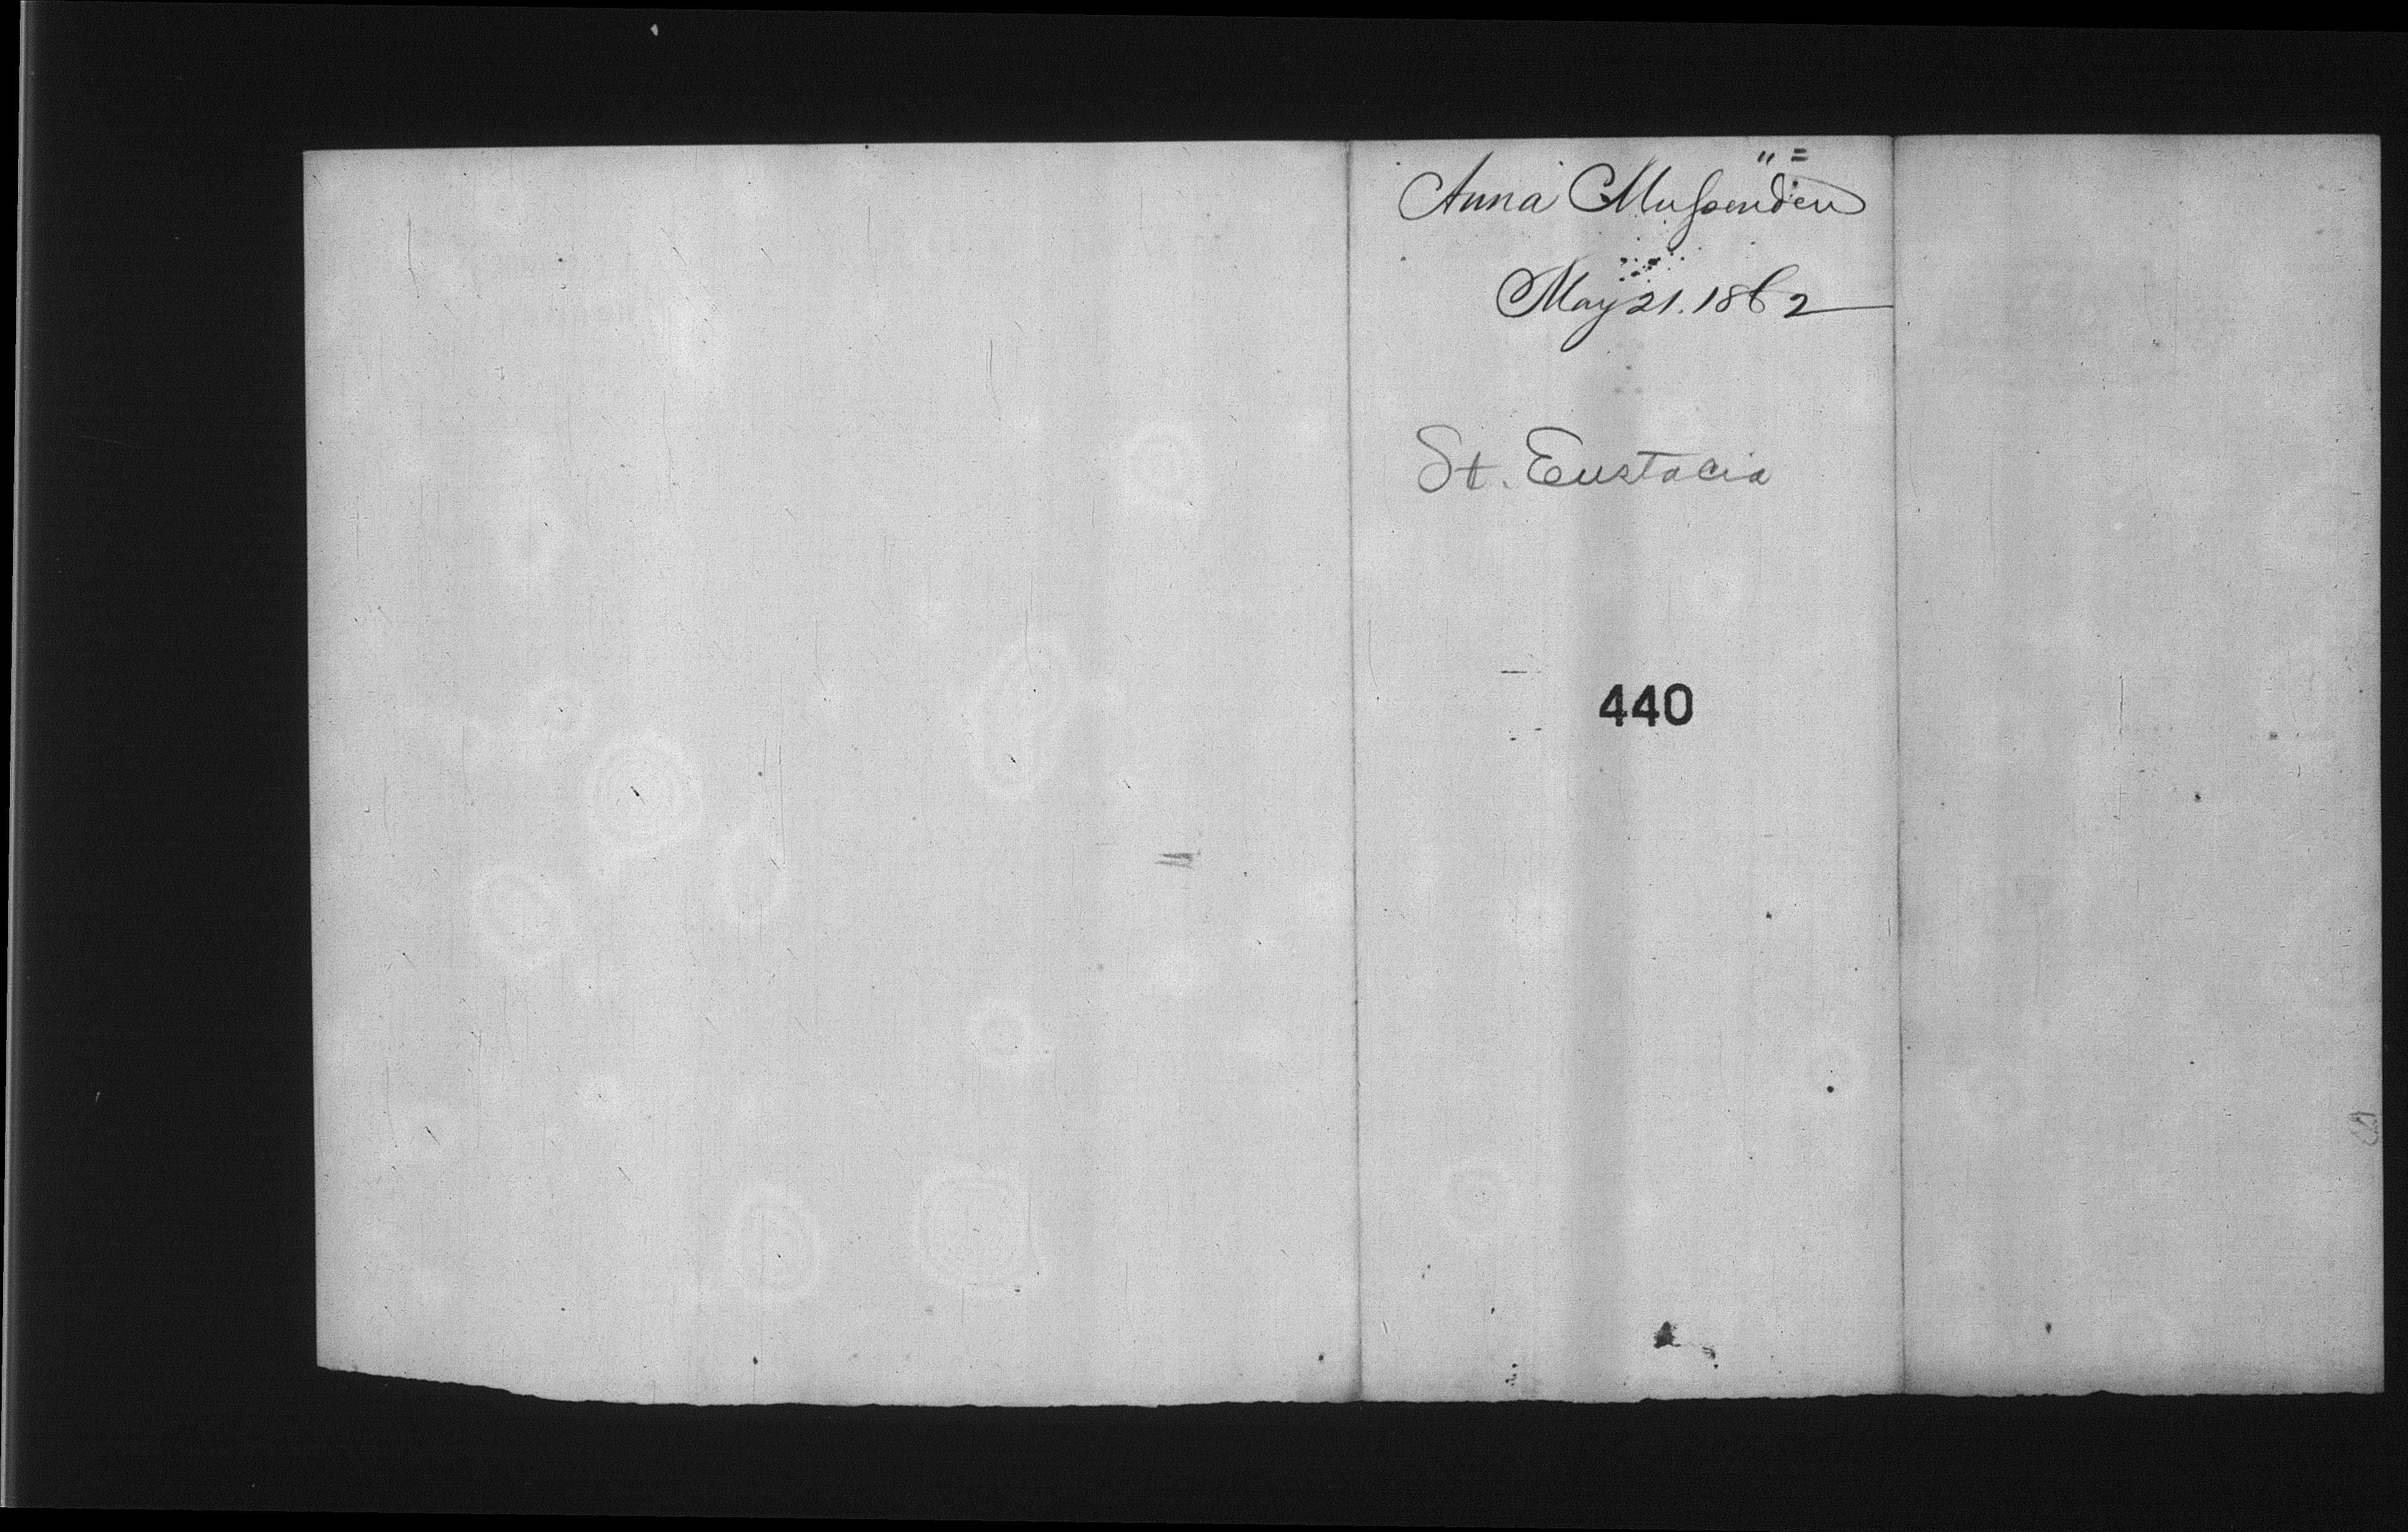 Anna Mussenden
May 21. 1862
St. Eustacia
440